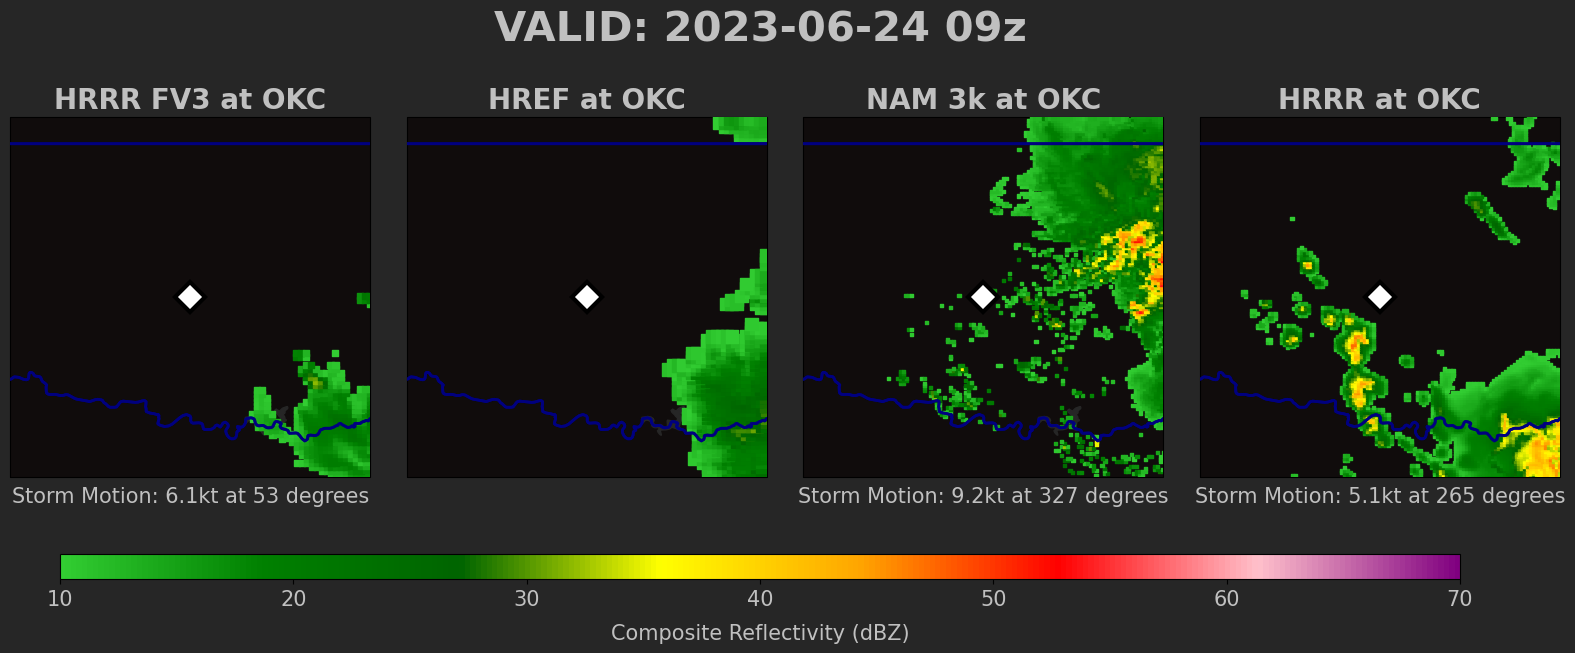 VALID: 2023-06-24 09z
HRRR FV3 at OKC
HREF at OKC
NAM 3k at OKC
HRRR at OKC
Storm Motion: 6.1kt at 53 degrees
Storm Motion: 9.2kt at 327 degrees
Storm Motion: 5.1kt at 265 degrees
10 20 30 40 50 60 70
Composite Reflectivity (dBZ)